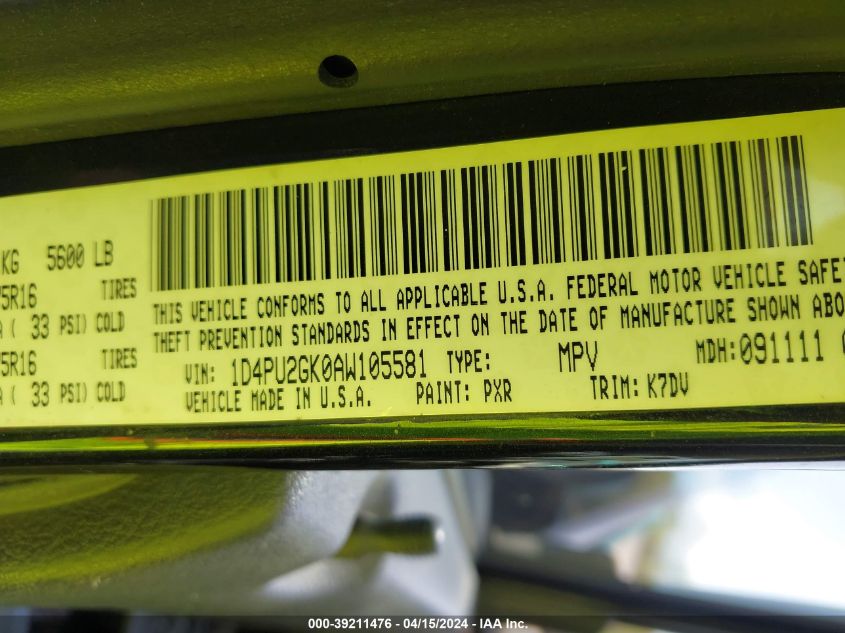 KG 5600 LB
5R16 TIRES
( 33 PSI) COLD
5R16 TIRES
( 33 PSI) COLD
THIS VEHICLE CONFORMS TO ALL APPLICABLE U.S.A. FEDERAL MOTOR VEHICLE SAFE
THEFT PREVENTION STANDARDS IN EFFECT ON THE DATE OF MANUFACTURE SHOWN ABO
VIN: 1D4PU2GK0AW105581 TYPE: MPV MDH:091111
VEHICLE MADE IN U.S.A. PAINT: PXR TRIM: K7DV
000-39211476 - 04/15/2024 - IAA Inc.